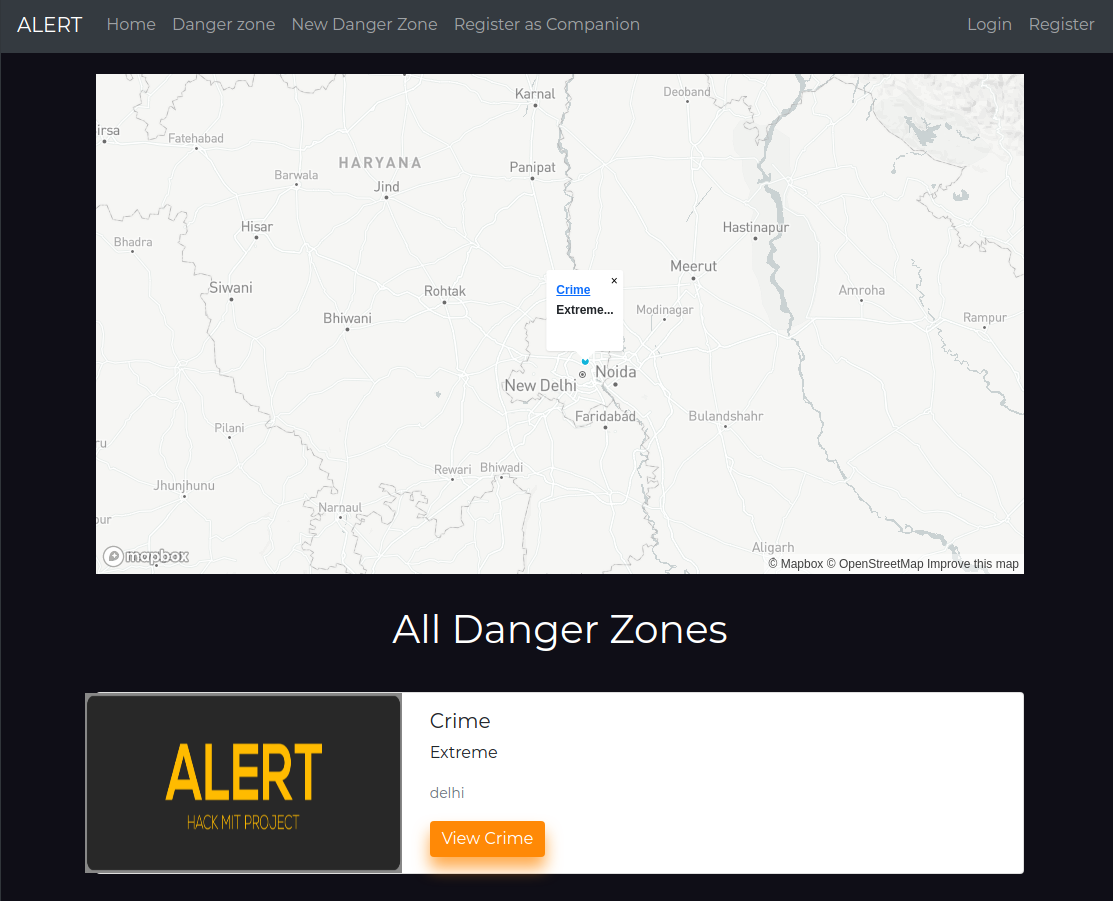 ALERT Home Danger zone New Danger Zone Register as Companion Login Register
Karnal
Deoband
irsa
Fatehabad
HARYANA
Panipat
Barwala
Jind
Hisar
Hastinapur
Bhadra
Meerut
Siwani
Rohtak
Amroha
Bhiwani
Modinagar
Rampur
×
Crime
Extreme...
Noida
New Delhi
Faridabád
Bulandshahr
Pilani
ru
Rewari
Bhiwadi
Jhunjhunu
Narnaul
pur
Aligarh
mapbox
© Mapbox © OpenStreetMap Improve this map
All Danger Zones
ALERT
HACK MIT PROJECT
Crime
Extreme
delhi
View Crime